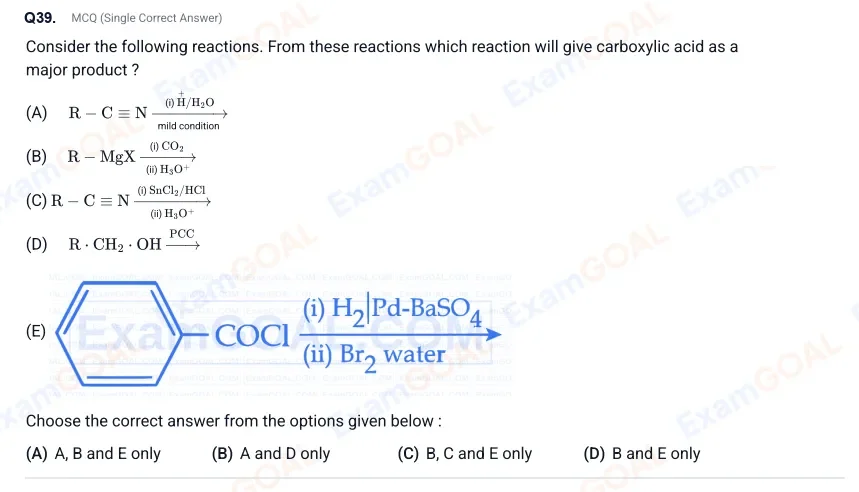 Q39. MCQ (Single Correct Answer)
Consider the following reactions. From these reactions which reaction will give carboxylic acid as a
major product ?
(A) R – C ≡ N (i) H⁺/H₂O mild condition
(B) R – MgX (i) CO₂ (ii) H₃O⁺
(C) R – C ≡ N (i) SnCl₂/HCl (ii) H₃O⁺
(D) R · CH₂ · OH PCC
(E) COCl (i) H₂|Pd-BaSO₄ (ii) Br₂ water
Choose the correct answer from the options given below :
(A) A, B and E only (B) A and D only (C) B, C and E only (D) B and E only